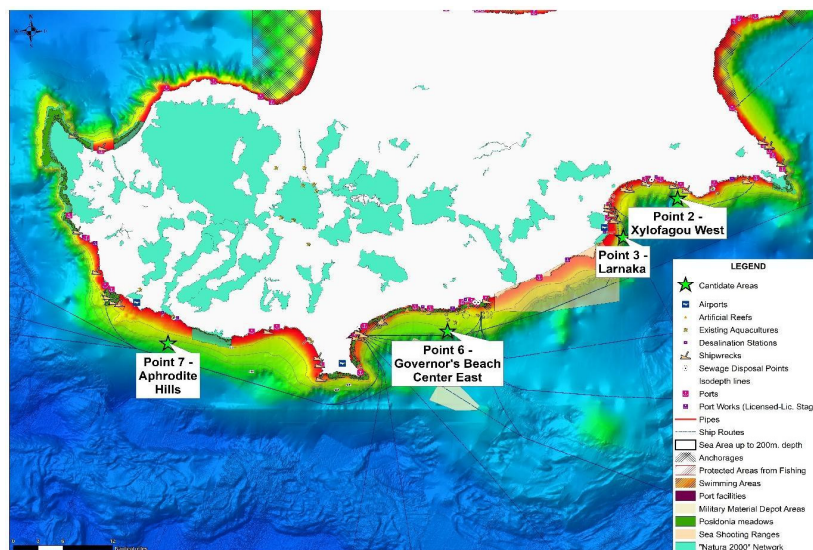 Point 2 -
Xylofagou West
Point 3 -
Larnaka
Point 6 -
Governor's Beach
Center East
Point 7 -
Aphrodite
Hills
LEGEND
Cantidate Areas
Airports
Artificial Reefs
Existing Aquacultures
Desalination Stations
Shipwrecks
Sewage Disposal Points
Isodepth lines
Ports
Port Works (Licensed-Lic. Stag
Pipes
Ship Routes
Sea Area up to 200m. depth
Anchorages
Protected Areas from Fishing
Swimming Areas
Port facilities
Military Material Depot Areas
Posidonia meadows
Sea Shooting Ranges
"Natura 2000" Network